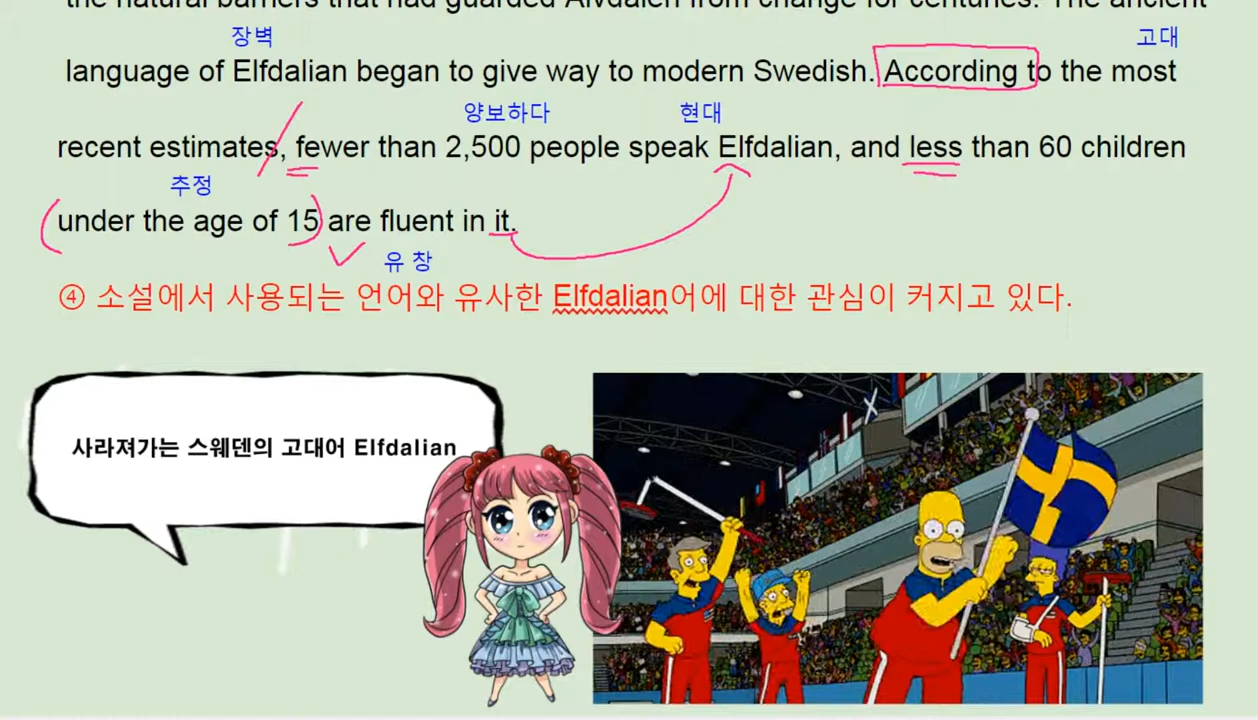 the natural barriers that had guarded Älvdalen from change for centuries. The ancient
장벽 고대
language of Elfdalian began to give way to modern Swedish. According to the most
양보하다 현대
recent estimates, fewer than 2,500 people speak Elfdalian, and less than 60 children
추정
under the age of 15 are fluent in it.
유 창
④ 소설에서 사용되는 언어와 유사한 Elfdalian어에 대한 관심이 커지고 있다.
사라져가는 스웨덴의 고대어 Elfdalian